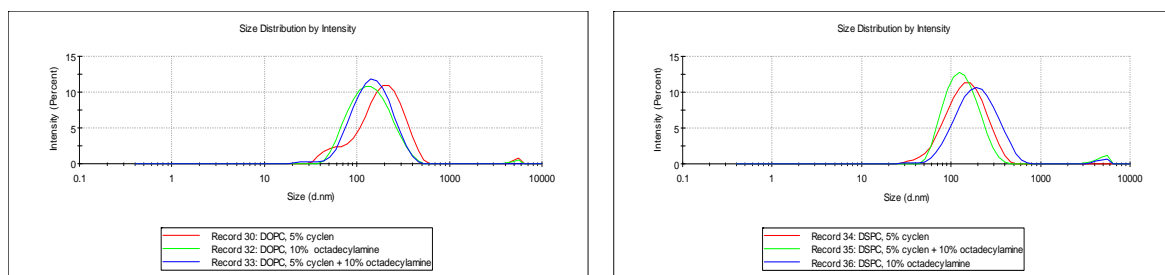 Size Distribution by Intensity
15
10
5
0
Intensity (Percent)
0.1 1 10 100 1000 10000
Size (d.nm)
Record 30: DOPC, 5% cyclen
Record 32: DOPC, 10% octadecylamine
Record 33: DOPC, 5% cyclen + 10% octadecylamine
Size Distribution by Intensity
15
10
5
0
Intensity (Percent)
0.1 1 10 100 1000 10000
Size (d.nm)
Record 34: DSPC, 5% cyclen
Record 35: DSPC, 5% cyclen + 10% octadecylamine
Record 36: DSPC, 10% octadecylamine